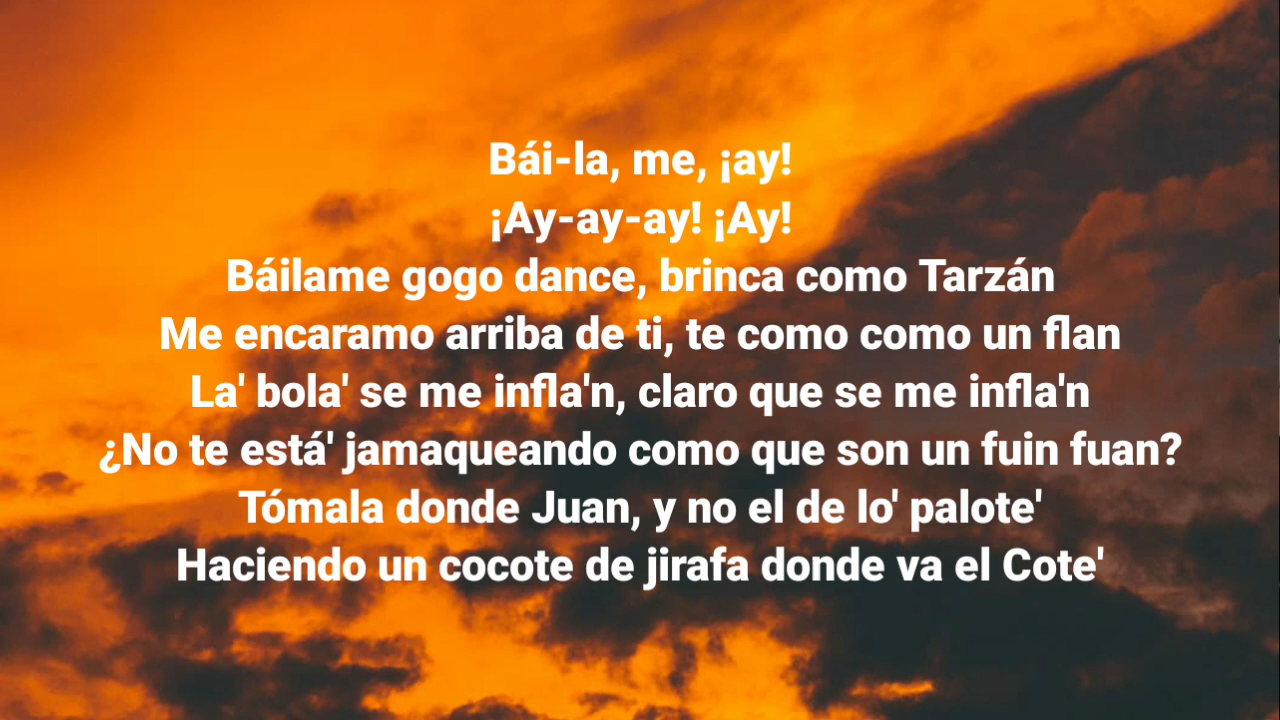 Bái-la, me, ¡ay!
¡Ay-ay-ay! ¡Ay!
Báilame gogo dance, brinca como Tarzán
Me encaramo arriba de ti, te como como un flan
La' bola' se me infla'n, claro que se me infla'n
¿No te está' jamaqueando como que son un fuin fuan?
Tómala donde Juan, y no el de lo' palote'
Haciendo un cocote de jirafa donde va el Cote'